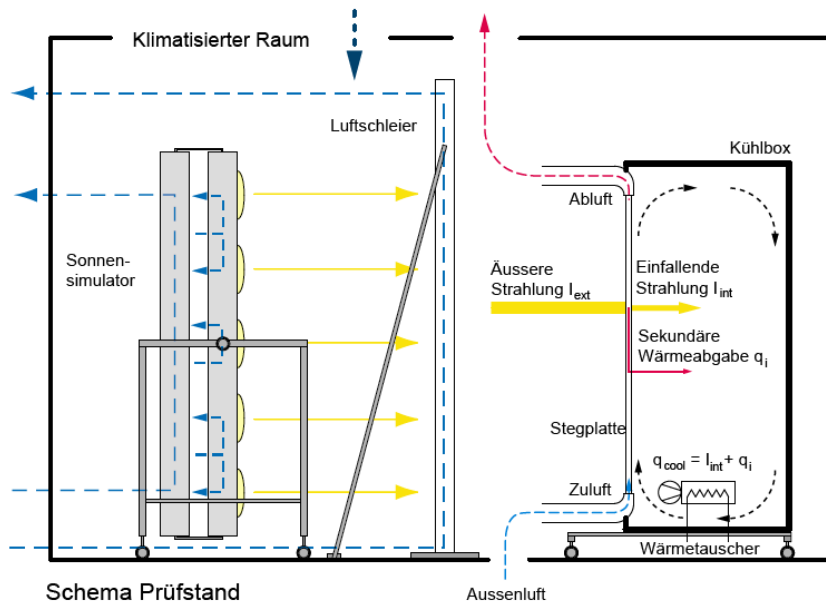 Klimatisierter Raum
Luftschleier
Kühlbox
Abluft
Sonnen-
simulator
Äussere
Strahlung I_ext
Einfallende
Strahlung I_int
Sekundäre
Wärmeabgabe q_i
Stegplatte
q_cool = I_int + q_i
Zuluft
Wärmetauscher
Schema Prüfstand
Aussenluft